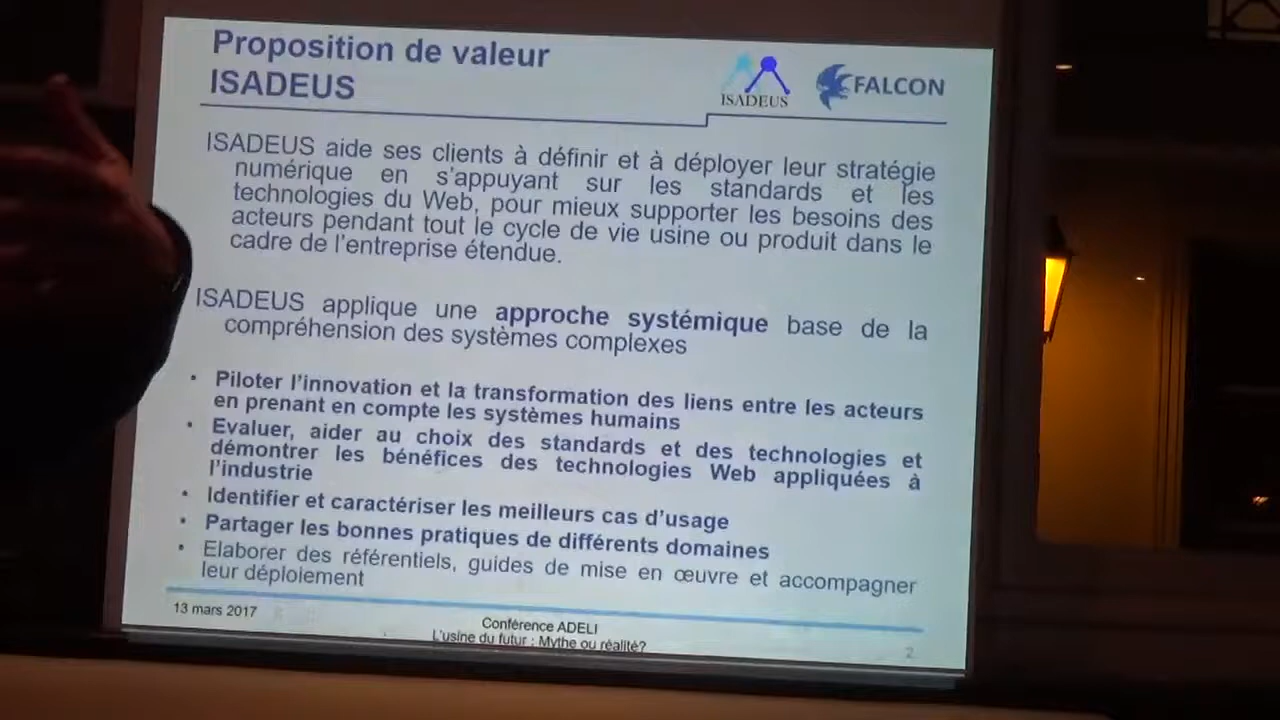 Proposition de valeur
ISADEUS
ISADEUS
FALCON
ISADEUS aide ses clients à définir et à déployer leur stratégie
numérique en s'appuyant sur les standards et les
technologies du Web, pour mieux supporter les besoins des
acteurs pendant tout le cycle de vie usine ou produit dans le
cadre de l'entreprise étendue.
ISADEUS applique une approche systémique base de la
compréhension des systèmes complexes
• Piloter l'innovation et la transformation des liens entre les acteurs
en prenant en compte les systèmes humains
• Evaluer, aider au choix des standards et des technologies et
démontrer les bénéfices des technologies Web appliquées à
l'industrie
• Identifier et caractériser les meilleurs cas d'usage
• Partager les bonnes pratiques de différents domaines
• Elaborer des référentiels, guides de mise en œuvre et accompagner
leur déploiement
13 mars 2017
Conférence ADELI
L'usine du futur : Mythe ou réalité?
2